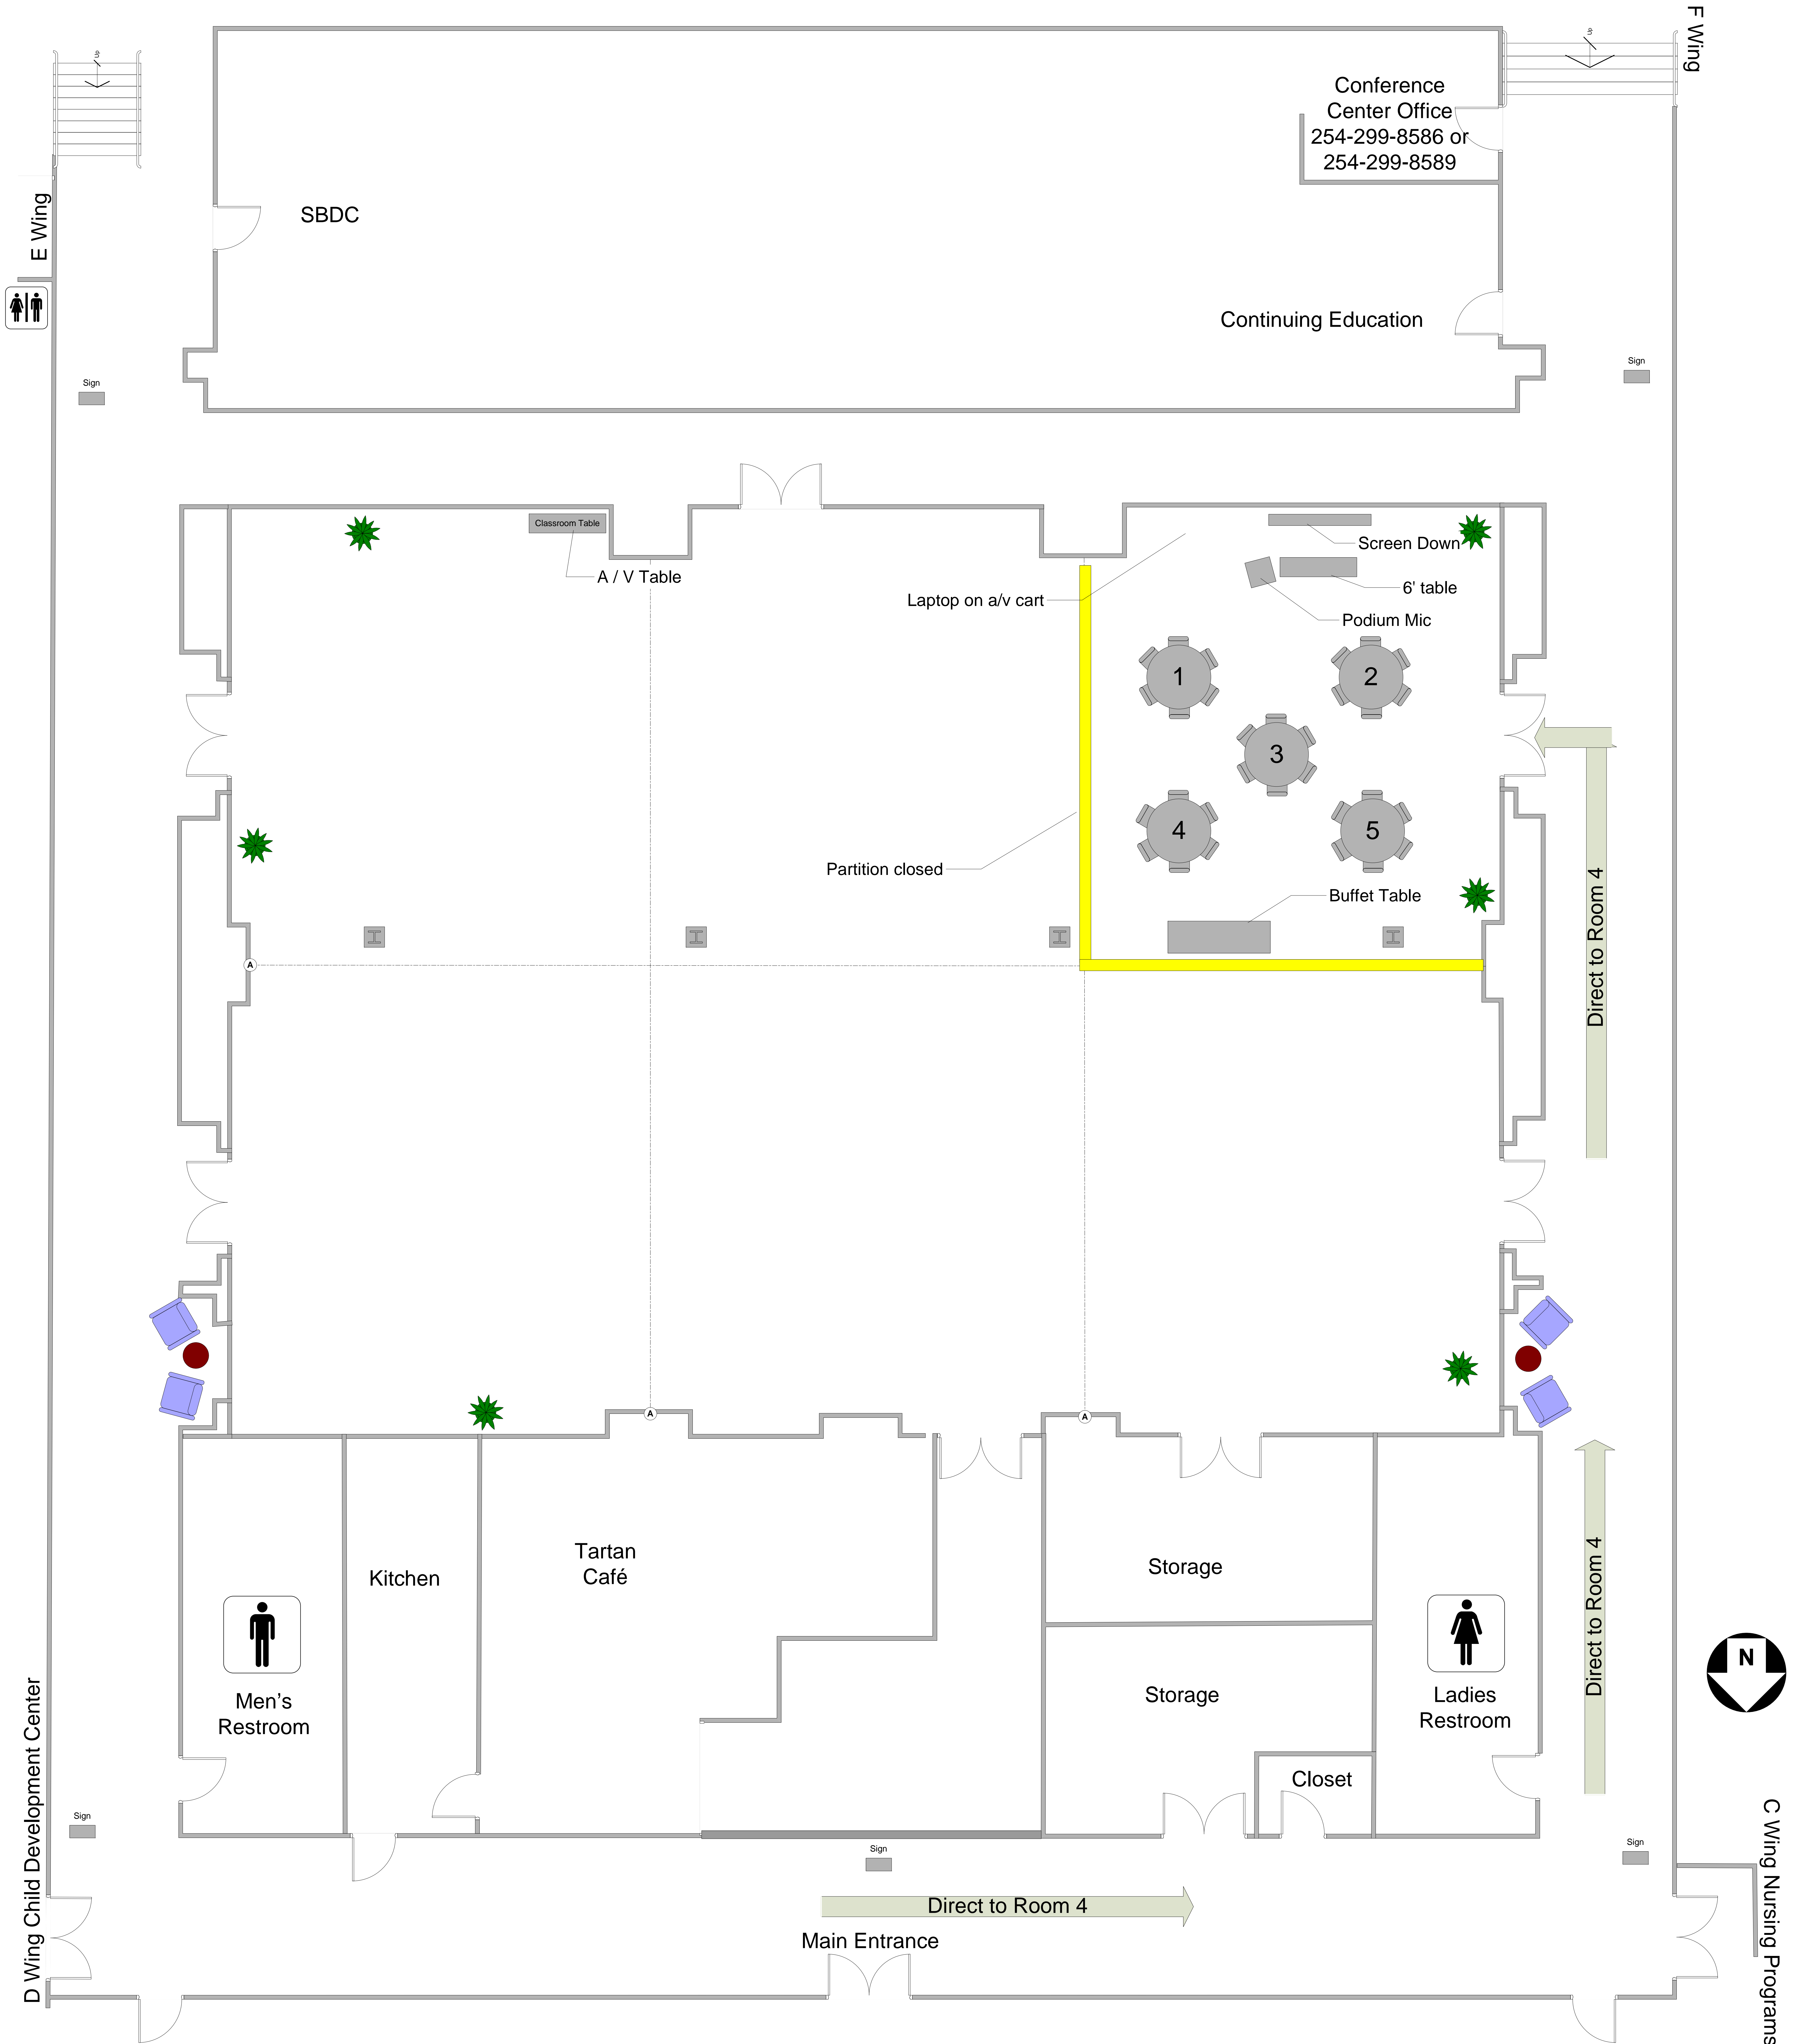 F Wing
Up
Up
Conference
Center Office
254-299-8586 or
254-299-8589
E Wing
SBDC
Continuing Education
Sign
Sign
Classroom Table
A / V Table
Screen Down
Laptop on a/v cart
6' table
Podium Mic
1
2
3
4
5
Partition closed
Buffet Table
Direct to Room 4
A
A
A
Tartan
Café
Kitchen
Storage
Direct to Room 4
Men's
Restroom
Storage
Ladies
Restroom
N
Closet
D Wing Child Development Center
C Wing Nursing Programs
Sign
Sign
Sign
Direct to Room 4
Main Entrance